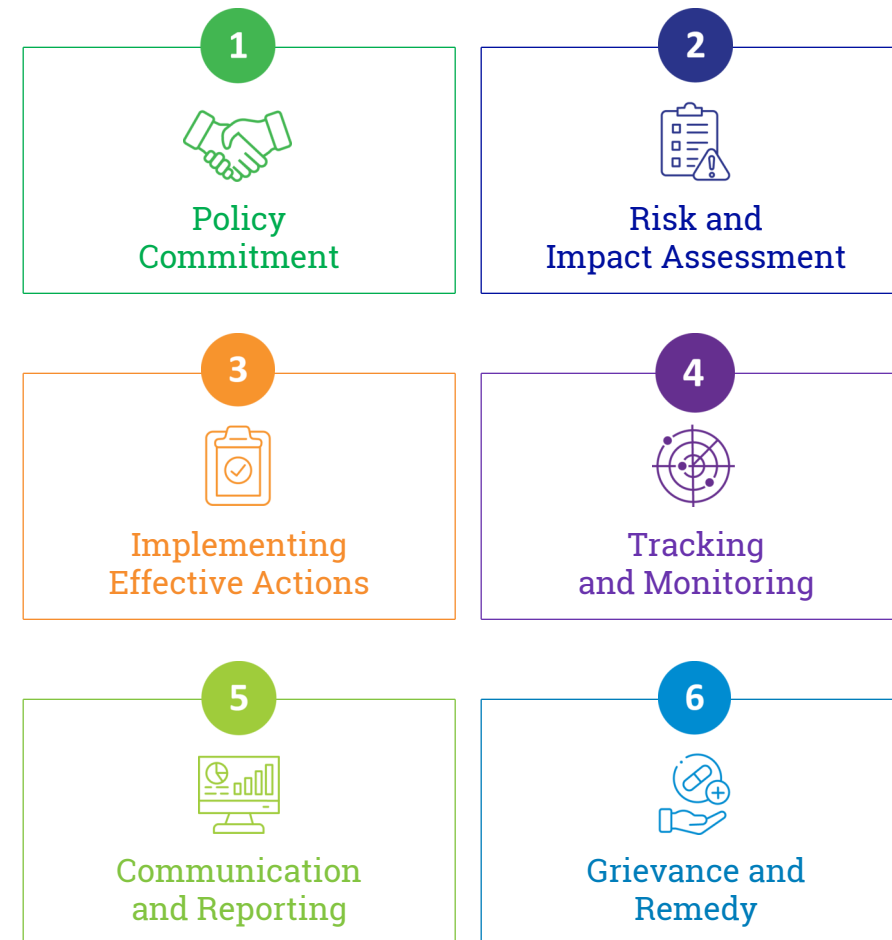 1
Policy
Commitment
2
Risk and
Impact Assessment
3
Implementing
Effective Actions
4
Tracking
and Monitoring
5
Communication
and Reporting
6
Grievance and
Remedy